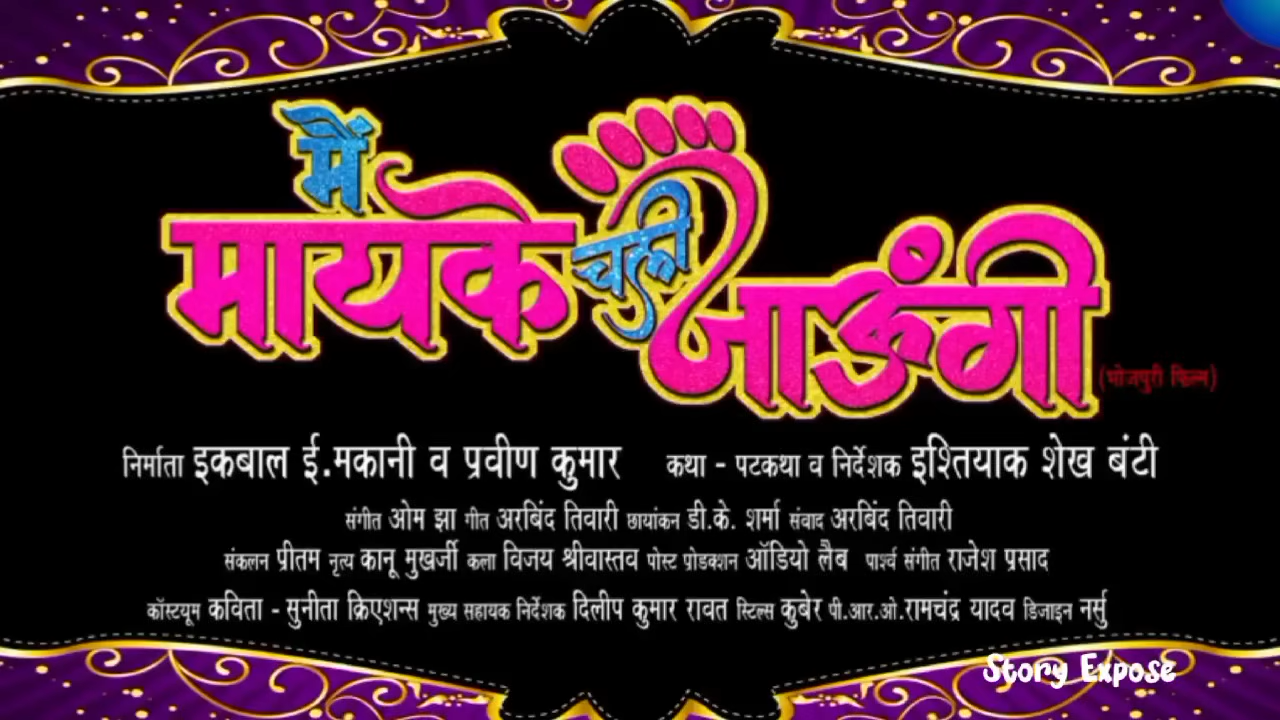 मैं
मायके चली जाऊंगी
(भोजपुरी फिल्म)
निर्माता इकबाल ई.मकानी व प्रवीण कुमार कथा - पटकथा व निर्देशक इश्तियाक शेख बंटी
संगीत ओम झा गीत अरबिंद तिवारी छायांकन डी.के. शर्मा संवाद अरबिंद तिवारी
संकलन प्रीतम नृत्य कानू मुखर्जी कला विजय श्रीवास्तव पोस्ट प्रोडक्शन ऑडियो लैब पार्श्व संगीत राजेश प्रसाद
कॉस्टयूम कविता - सुनीता क्रिएशन्स मुख्य सहायक निर्देशक दिलीप कुमार रावत स्टिल्स कुबेर पी.आर.ओ.रामचंद्र यादव डिजाइन नर्सु
Story Expose